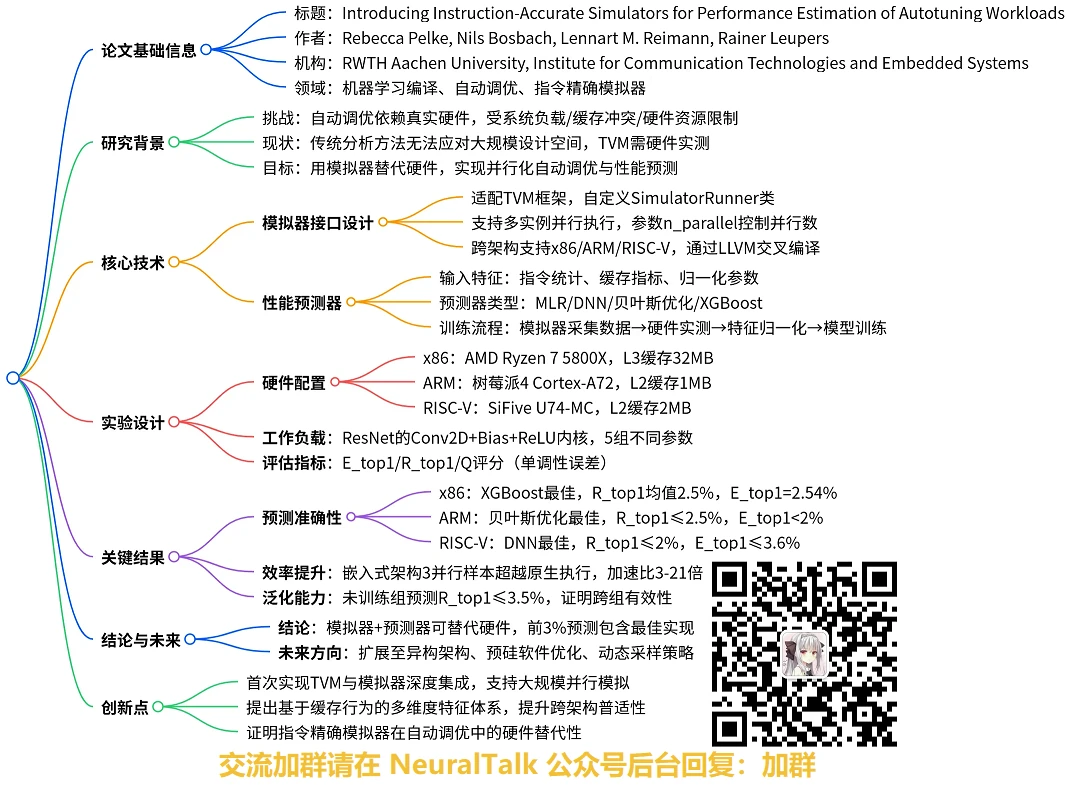 论文基础信息
标题：Introducing Instruction-Accurate Simulators for Performance Estimation of Autotuning Workloads
作者：Rebecca Pelke, Nils Bosbach, Lennart M. Reimann, Rainer Leupers
机构：RWTH Aachen University, Institute for Communication Technologies and Embedded Systems
领域：机器学习编译、自动调优、指令精确模拟器
研究背景
挑战：自动调优依赖真实硬件，受系统负载/缓存冲突/硬件资源限制
现状：传统分析方法无法应对大规模设计空间，TVM需硬件实测
目标：用模拟器替代硬件，实现并行化自动调优与性能预测
核心技术
模拟器接口设计
适配TVM框架，自定义SimulatorRunner类
支持多实例并行执行，参数n_parallel控制并行数
跨架构支持x86/ARM/RISC-V，通过LLVM交叉编译
性能预测器
输入特征：指令统计、缓存指标、归一化参数
预测器类型：MLR/DNN/贝叶斯优化/XGBoost
训练流程：模拟器采集数据→硬件实测→特征归一化→模型训练
实验设计
硬件配置
x86：AMD Ryzen 7 5800X，L3缓存32MB
ARM：树莓派4 Cortex-A72，L2缓存1MB
RISC-V：SiFive U74-MC，L2缓存2MB
工作负载：ResNet的Conv2D+Bias+ReLU内核，5组不同参数
评估指标：E_top1/R_top1/Q评分（单调性误差）
关键结果
预测准确性
x86：XGBoost最佳，R_top1均值2.5%，E_top1=2.54%
ARM：贝叶斯优化最佳，R_top1≤2.5%，E_top1<2%
RISC-V：DNN最佳，R_top1≤2%，E_top1≤3.6%
效率提升：嵌入式架构3并行样本超越原生执行，加速比3-21倍
泛化能力：未训练组预测R_top1≤3.5%，证明跨组有效性
结论与未来
结论：模拟器+预测器可替代硬件，前3%预测包含最佳实现
未来方向：扩展至异构架构、预硅软件优化、动态采样策略
创新点
首次实现TVM与模拟器深度集成，支持大规模并行模拟
提出基于缓存行为的多维度特征体系，提升跨架构普适性
证明指令精确模拟器在自动调优中的硬件替代性
交流加群请在 NeuralTalk 公众号后台回复：加群